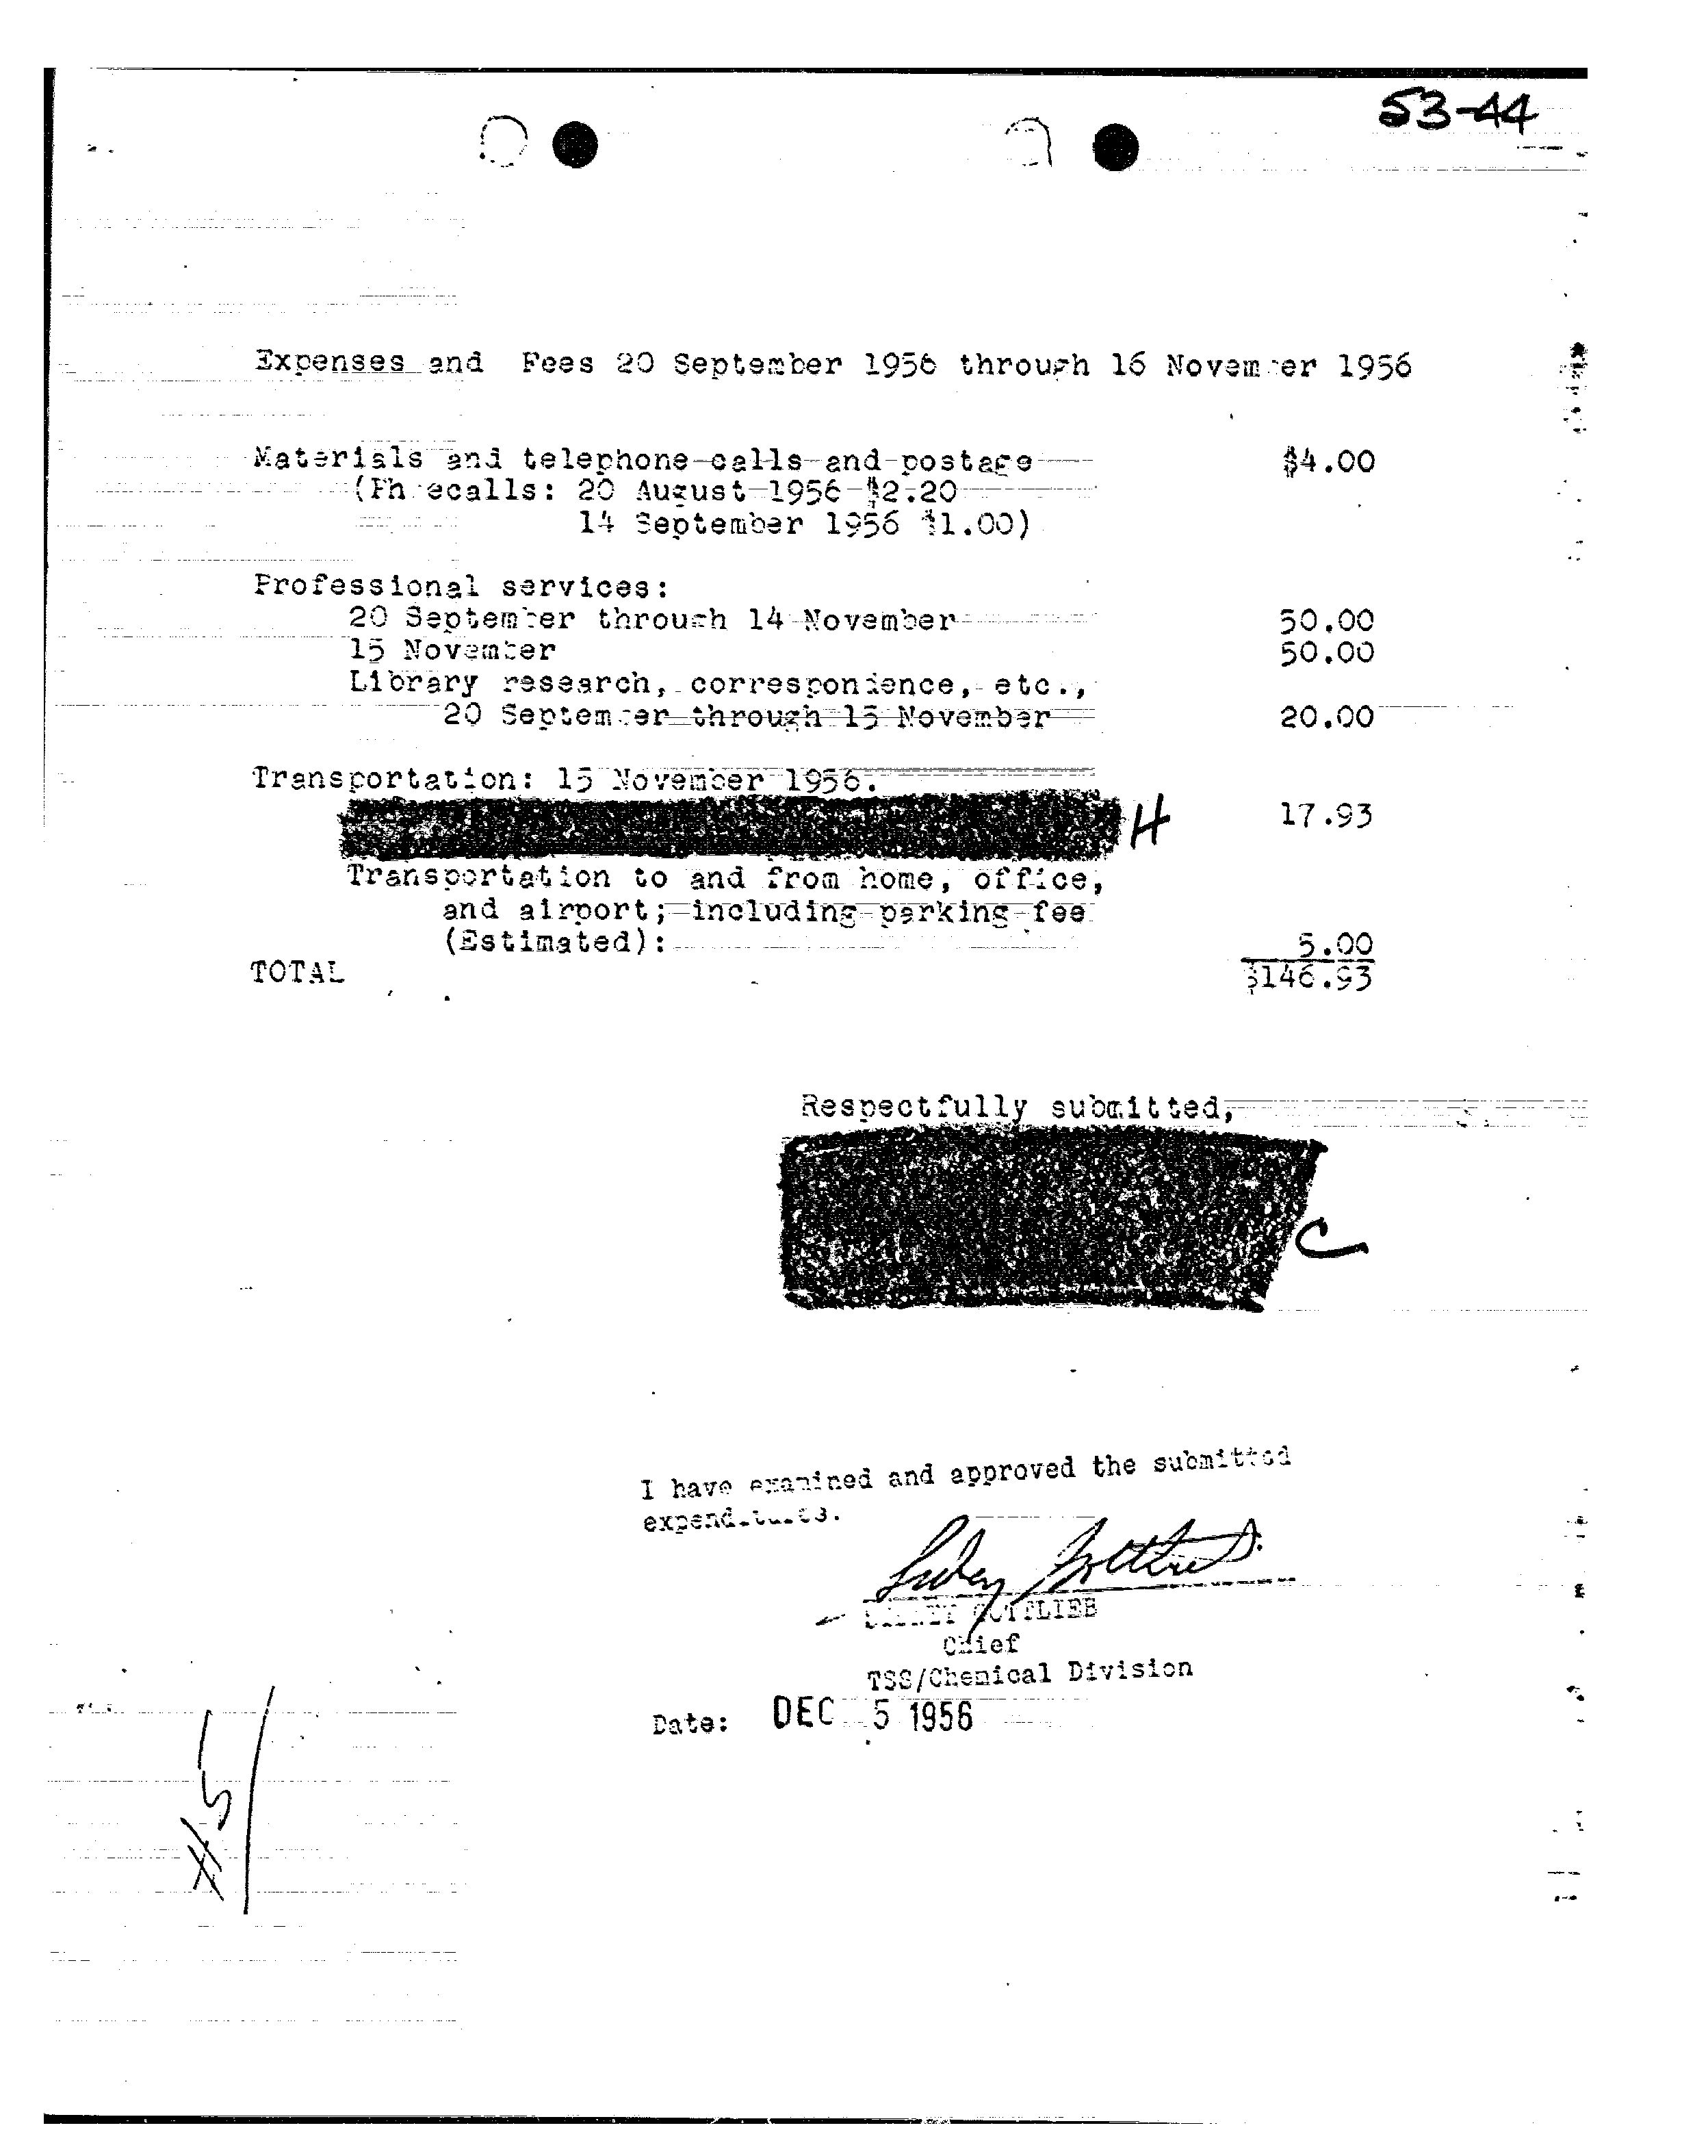 53-44
Expenses and Fees 20 September 1956 through 16 November 1956
Materials and telephone calls and postage $4.00
(Ph ecalls: 20 August 1956 $2.20
14 September 1956 $1.00)
Professional services:
20 September through 14 November 50.00
15 November 50.00
Library research, correspondence, etc.,
20 September through 15 November 20.00
Transportation: 15 November 1956.
H 17.93
Transportation to and from home, office,
and airport; including parking fee
(Estimated): 5.00
TOTAL $146.93
Respectfully submitted,
C
I have examined and approved the submitted
expenditures.
Sidney Gottlieb
SIDNEY GOTTLIEB
Chief
TSS/Chemical Division
Date: DEC 5 1956
#5